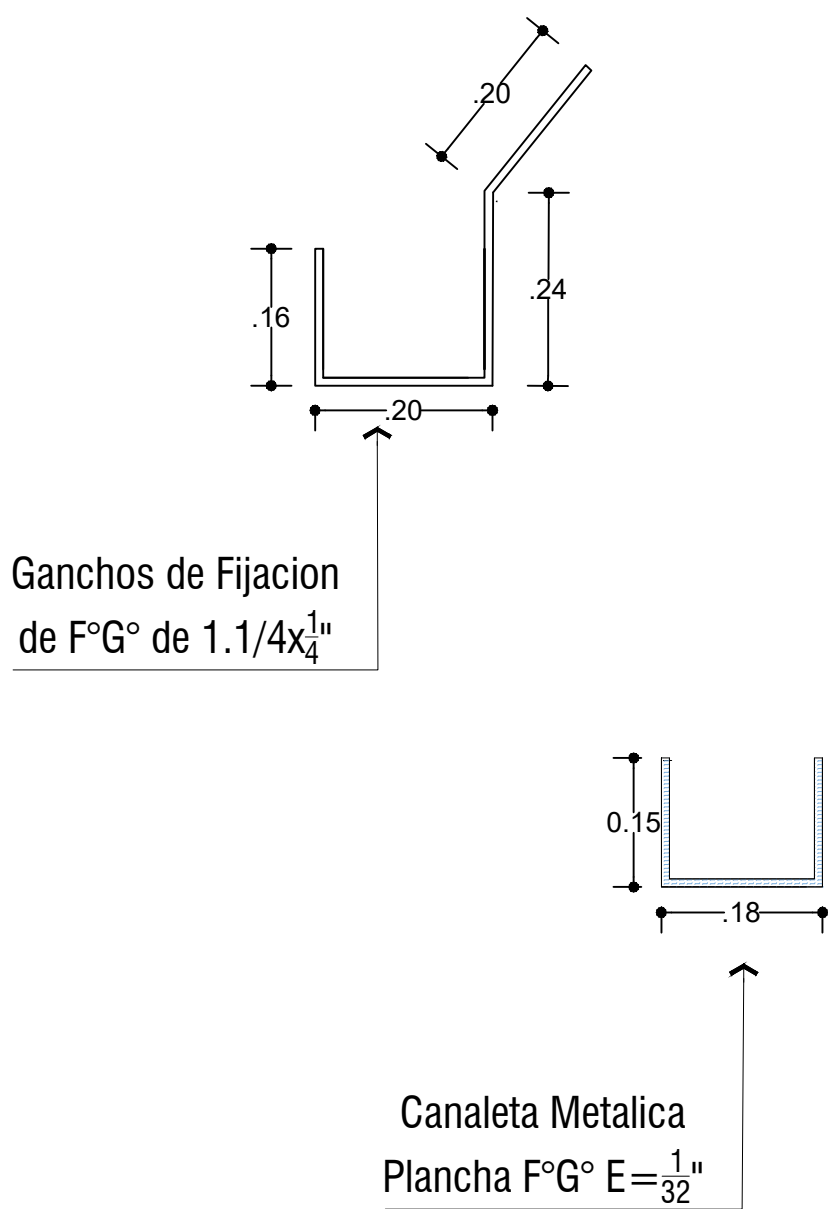 .20
.16
.24
.20
Ganchos de Fijacion
de F°G° de 1.1/4x1/4"
0.15
.18
Canaleta Metalica
Plancha F°G° E=1/32"